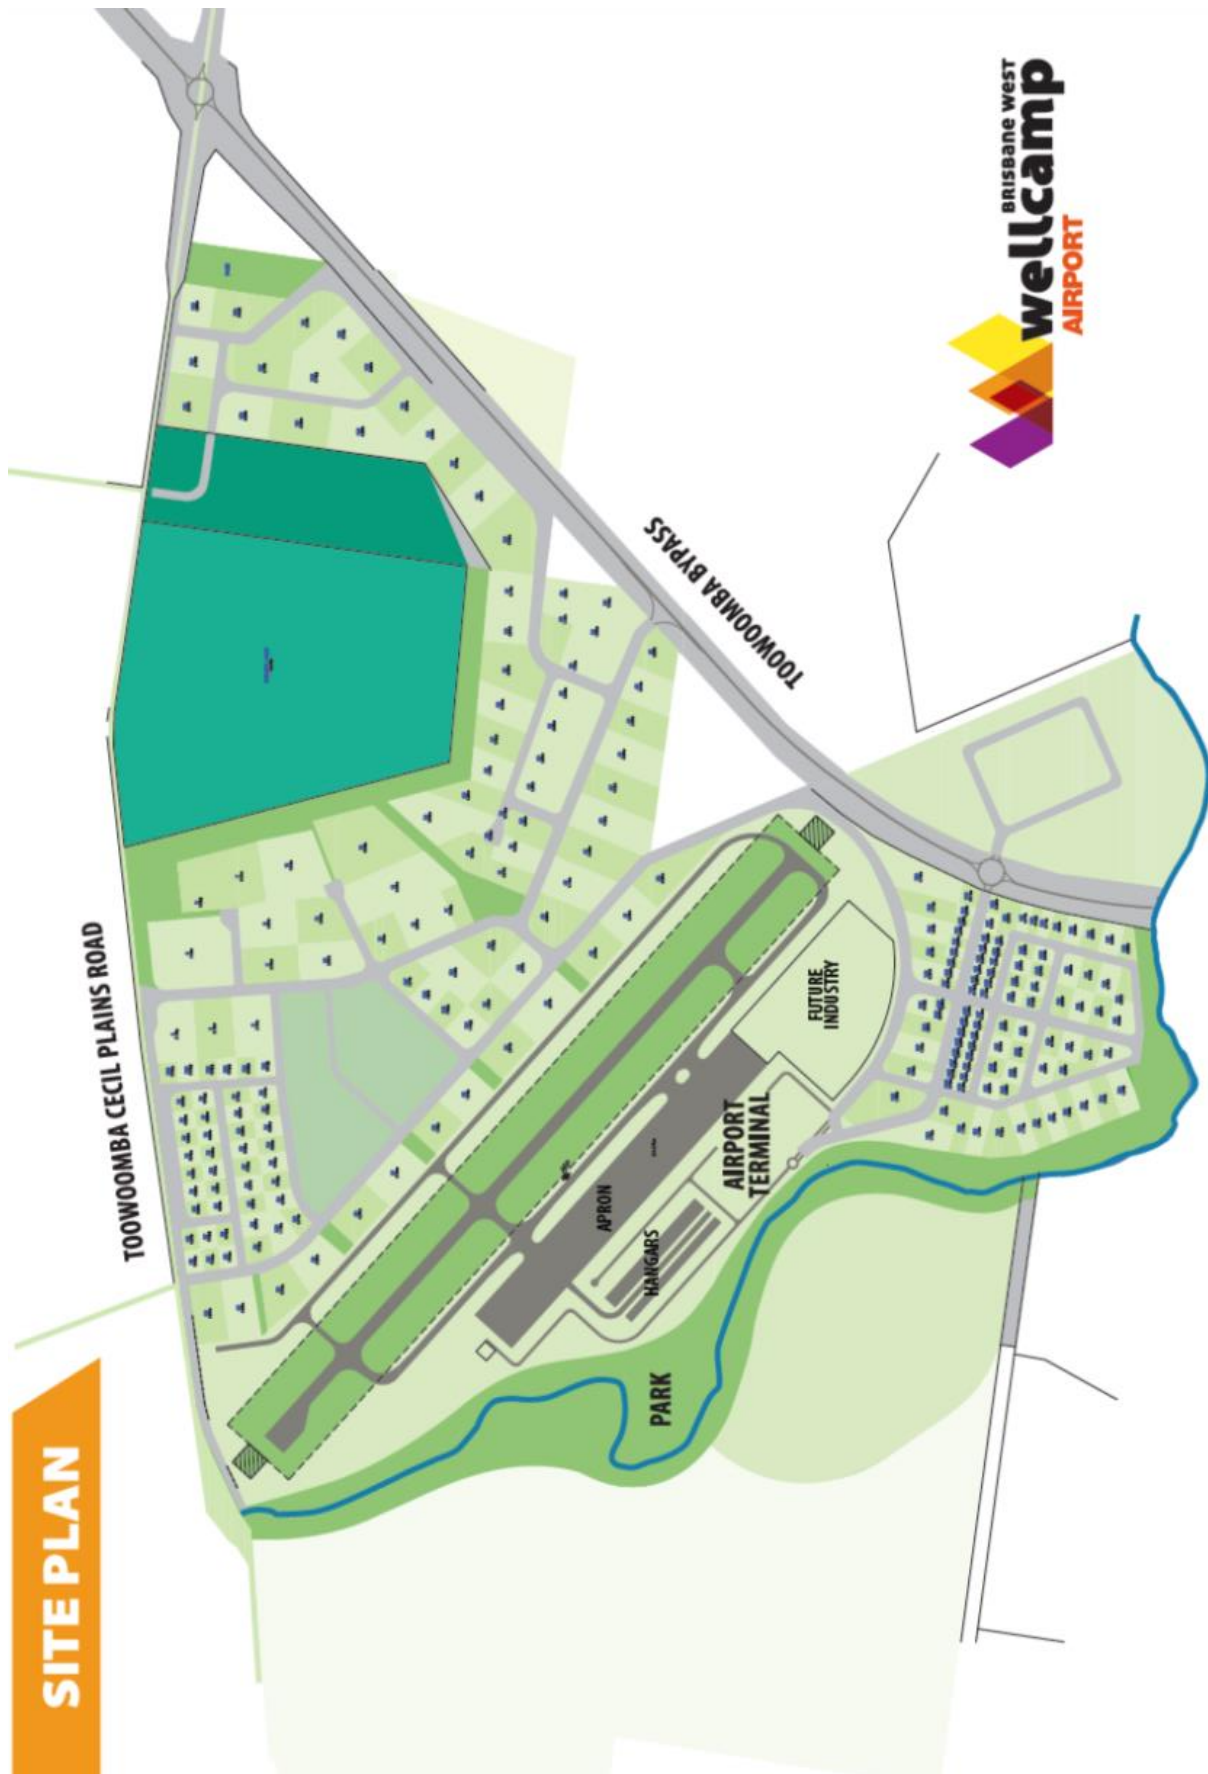 SITE PLAN
TOOWOOMBA CECIL PLAINS ROAD
TOOWOOMBA BYPASS
BRISBANE WEST
wellcamp
AIRPORT
APRON
HANGARS
AIRPORT
TERMINAL
FUTURE
INDUSTRY
PARK